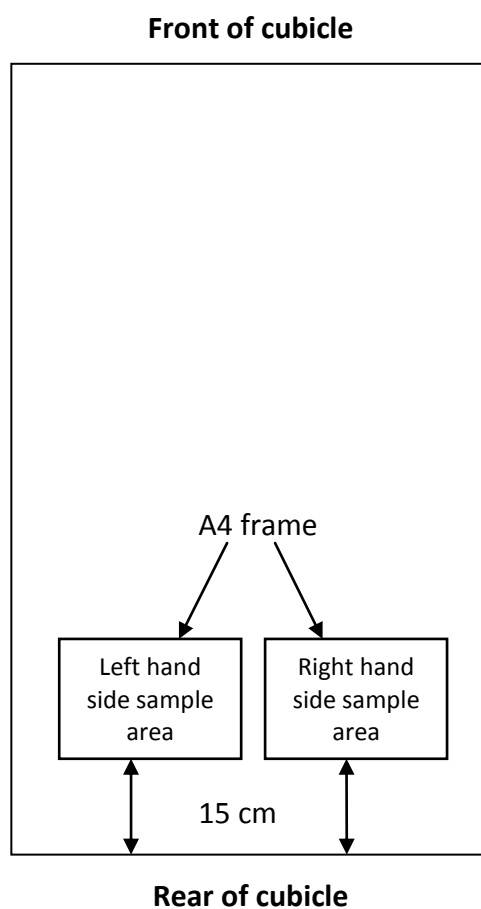 Front of cubicle
A4 frame
Left hand
side sample
area
Right hand
side sample
area
15 cm
Rear of cubicle